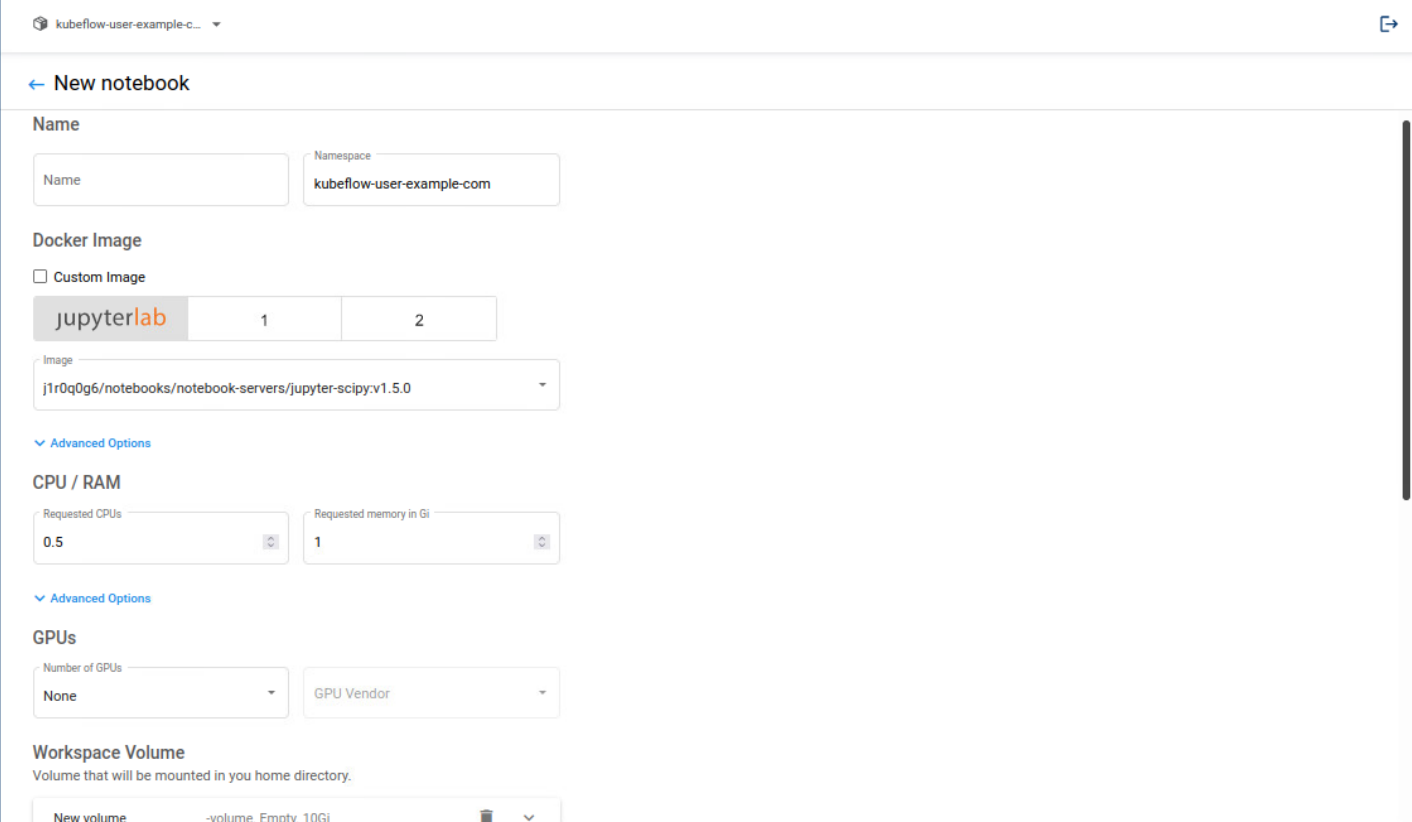 kubeflow-user-example-c...
New notebook
Name
Name
Namespace
kubeflow-user-example-com
Docker Image
Custom Image
jupyterlab
1
2
Image
j1r0q0g6/notebooks/notebook-servers/jupyter-scipy:v1.5.0
Advanced Options
CPU / RAM
Requested CPUs
Requested memory in Gi
0.5
1
Advanced Options
GPUs
Number of GPUs
None
GPU Vendor
Workspace Volume
Volume that will be mounted in you home directory.
New volume -volume, Empty, 10Gi